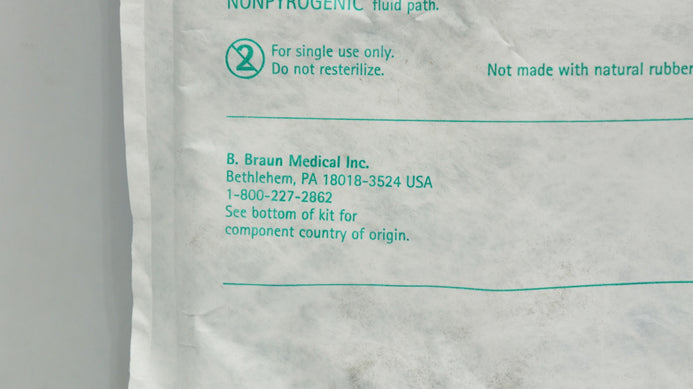 NONPYROGENIC fluid path.
2
For single use only.
Do not resterilize.
Not made with natural rubber
B. Braun Medical Inc.
Bethlehem, PA 18018-3524 USA
1-800-227-2862
See bottom of kit for
component country of origin.